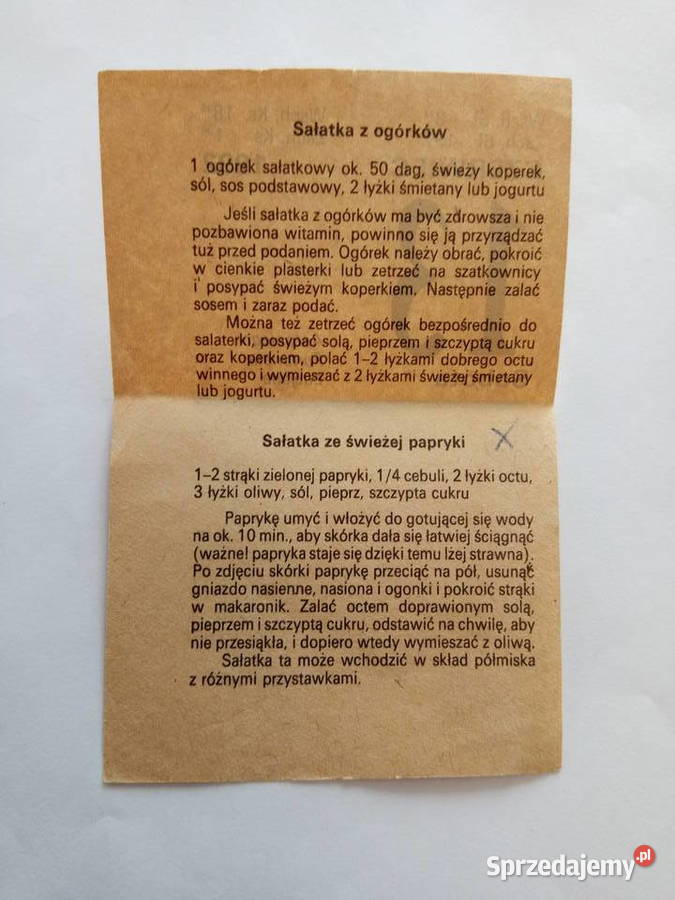 Sałatka z ogórków
1 ogórek sałatkowy ok. 50 dag, świeży koperek,
sól, sos podstawowy, 2 łyżki śmietany lub jogurtu
Jeśli sałatka z ogórków ma być zdrowsza i nie
pozbawiona witamin, powinno się ją przyrządzać
tuż przed podaniem. Ogórek należy obrać, pokroić
w cienkie plasterki lub zetrzeć na szatkownicy
i posypać świeżym koperkiem. Następnie zalać
sosem i zaraz podać.
Można też zetrzeć ogórek bezpośrednio do
salaterki, posypać solą, pieprzem i szczyptą cukru
oraz koperkiem, polać 1–2 łyżkami dobrego octu
winnego i wymieszać z 2 łyżkami świeżej śmietany
lub jogurtu.
Sałatka ze świeżej papryki X
1–2 strąki zielonej papryki, 1/4 cebuli, 2 łyżki octu,
3 łyżki oliwy, sól, pieprz, szczypta cukru
Paprykę umyć i włożyć do gotującej się wody
na ok. 10 min., aby skórka dała się łatwiej ściągnąć
(ważne! papryka staje się dzięki temu lżej strawna).
Po zdjęciu skórki paprykę przeciąć na pół, usunąć
gniazdo nasienne, nasiona i ogonki i pokroić strąki
w makaronik. Zalać octem doprawionym solą,
pieprzem i szczyptą cukru, odstawić na chwilę, aby
nie przesiąkła, i dopiero wtedy wymieszać z oliwą.
Sałatka ta może wchodzić w skład półmiska
z różnymi przystawkami.
Sprzedajemy.pl